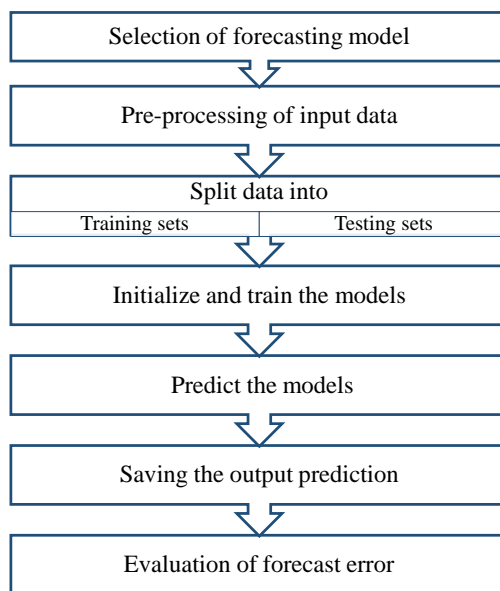 Selection of forecasting model
Pre-processing of input data
Split data into
Training sets
Testing sets
Initialize and train the models
Predict the models
Saving the output prediction
Evaluation of forecast error